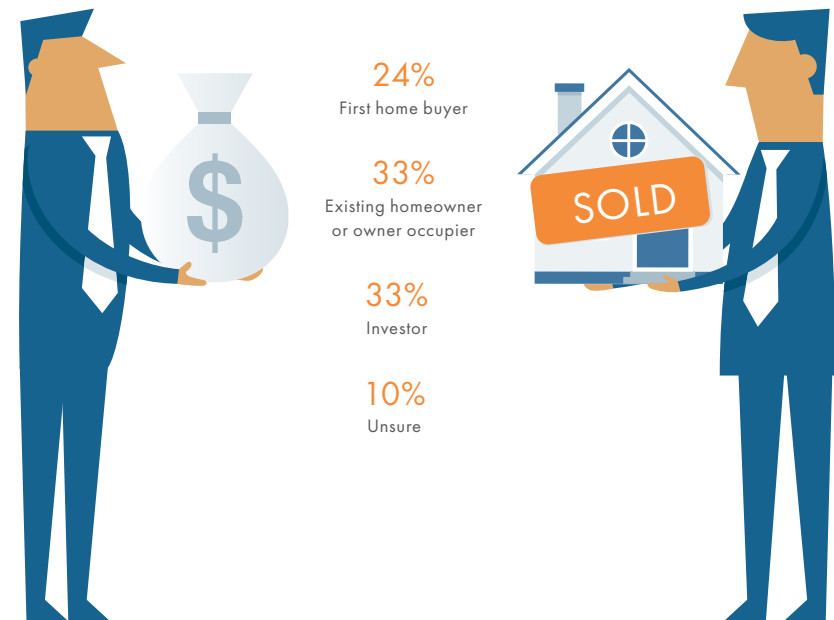 24%
First home buyer
33%
Existing homeowner
or owner occupier
33%
Investor
10%
Unsure
$
SOLD